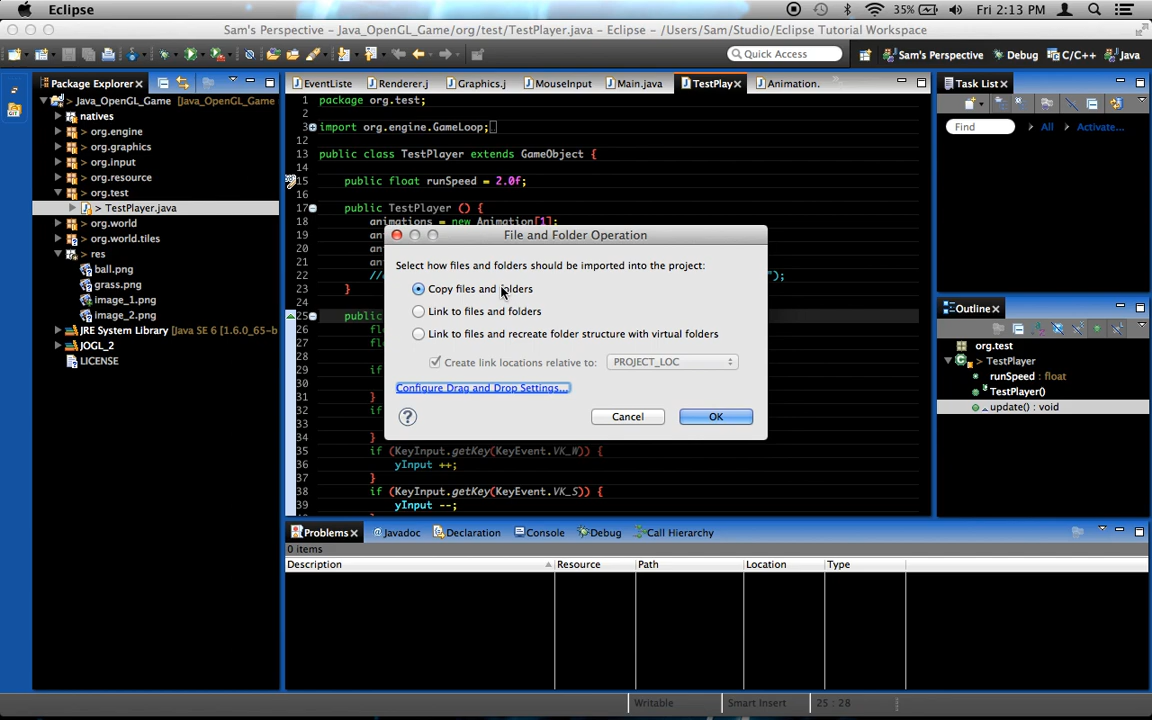 Eclipse
35%
Fri 2:13 PM
Sam's Perspective - Java_OpenGL_Game/org/test/TestPlayer.java - Eclipse - /Users/Sam/Studio/Eclipse Tutorial Workspace
Quick Access
Sam's Perspective
Debug
C/C++
Java
Package Explorer
Java_OpenGL_Game [Java_OpenGL_Game
natives
> org.engine
> org.graphics
> org.input
> org.resource
> org.test
> TestPlayer.java
> org.world
> org.world.tiles
> res
ball.png
grass.png
image_1.png
image_2.png
JRE System Library [Java SE 6 [1.6.0_65-b
JOGL_2
LICENSE
EventListe
Renderer.j
Graphics.j
MouseInput
Main.java
TestPlay
Animation.
1 package org.test;
2
3 import org.engine.GameLoop;
12
13 public class TestPlayer extends GameObject {
14
15 public float runSpeed = 2.0f;
16
17 public TestPlayer () {
18 animations = new Animation[1];
19 an
20 an
21 an
22 // ");
23 }
24
25 public
26 fl
27 fl
28
29 if
30
31 }
32 if
33
34 }
35 if (KeyInput.getKey(KeyEvent.VK_W)) {
36 yInput ++;
37 }
38 if (KeyInput.getKey(KeyEvent.VK_S)) {
39 yInput --;
File and Folder Operation
Select how files and folders should be imported into the project:
Copy files and folders
Link to files and folders
Link to files and recreate folder structure with virtual folders
Create link locations relative to: PROJECT_LOC
Configure Drag and Drop Settings...
?
Cancel
OK
Task List
Find
All
Activate...
Outline
org.test
> TestPlayer
runSpeed : float
TestPlayer()
update() : void
Problems
@ Javadoc
Declaration
Console
Debug
Call Hierarchy
0 items
Description
Resource
Path
Location
Type
Writable
Smart Insert
25 : 28